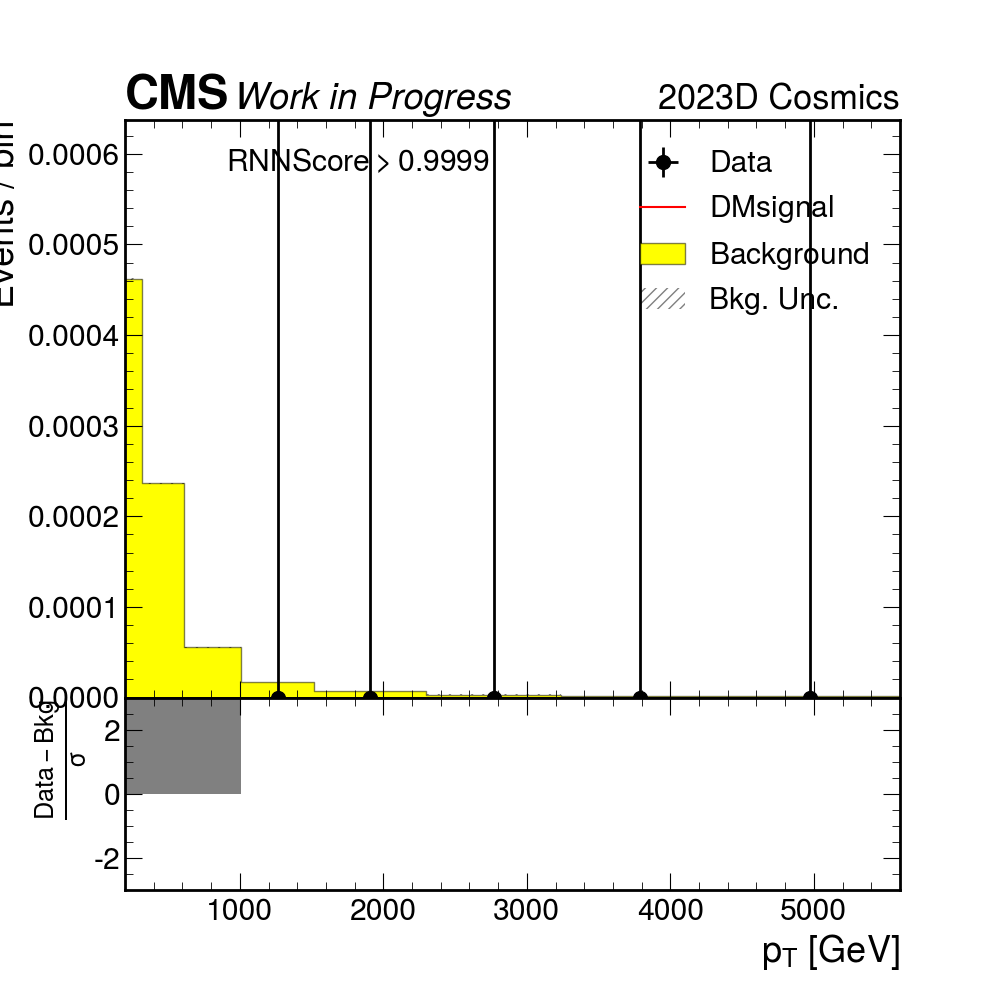 CMS Work in Progress 2023D Cosmics
Events / bin
RNNScore > 0.9999
Data
DMsignal
Background
Bkg. Unc.
0.0006
0.0005
0.0004
0.0003
0.0002
0.0001
0.0000
Data – Bkg
σ
2
0
-2
1000 2000 3000 4000 5000
pT [GeV]